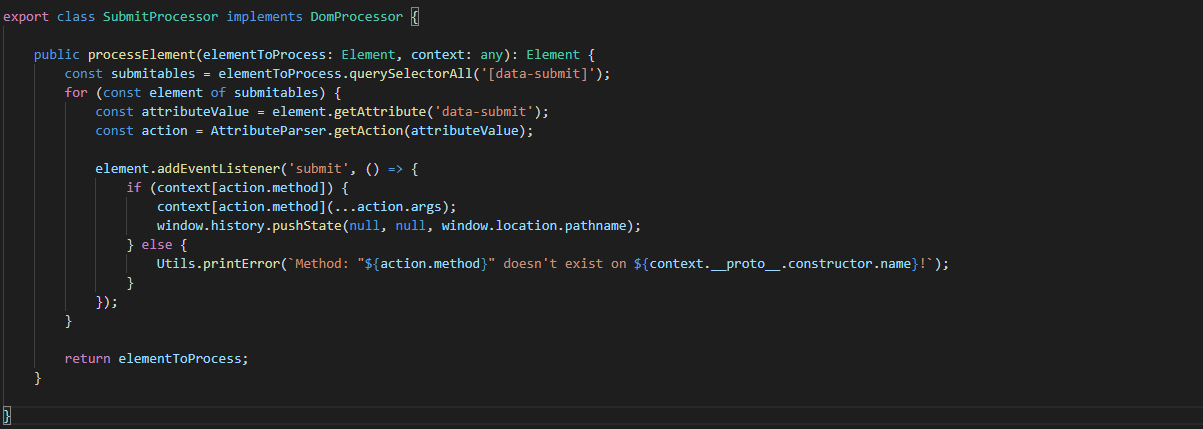 export class SubmitProcessor implements DomProcessor {
public processElement(elementToProcess: Element, context: any): Element {
const submitables = elementToProcess.querySelectorAll('[data-submit]');
for (const element of submitables) {
const attributeValue = element.getAttribute('data-submit');
const action = AttributeParser.getAction(attributeValue);
element.addEventListener('submit', () => {
if (context[action.method]) {
context[action.method](...action.args);
window.history.pushState(null, null, window.location.pathname);
} else {
Utils.printError(`Method: "${action.method}" doesn't exist on ${context.__proto__.constructor.name}!`);
}
});
}
return elementToProcess;
}
}